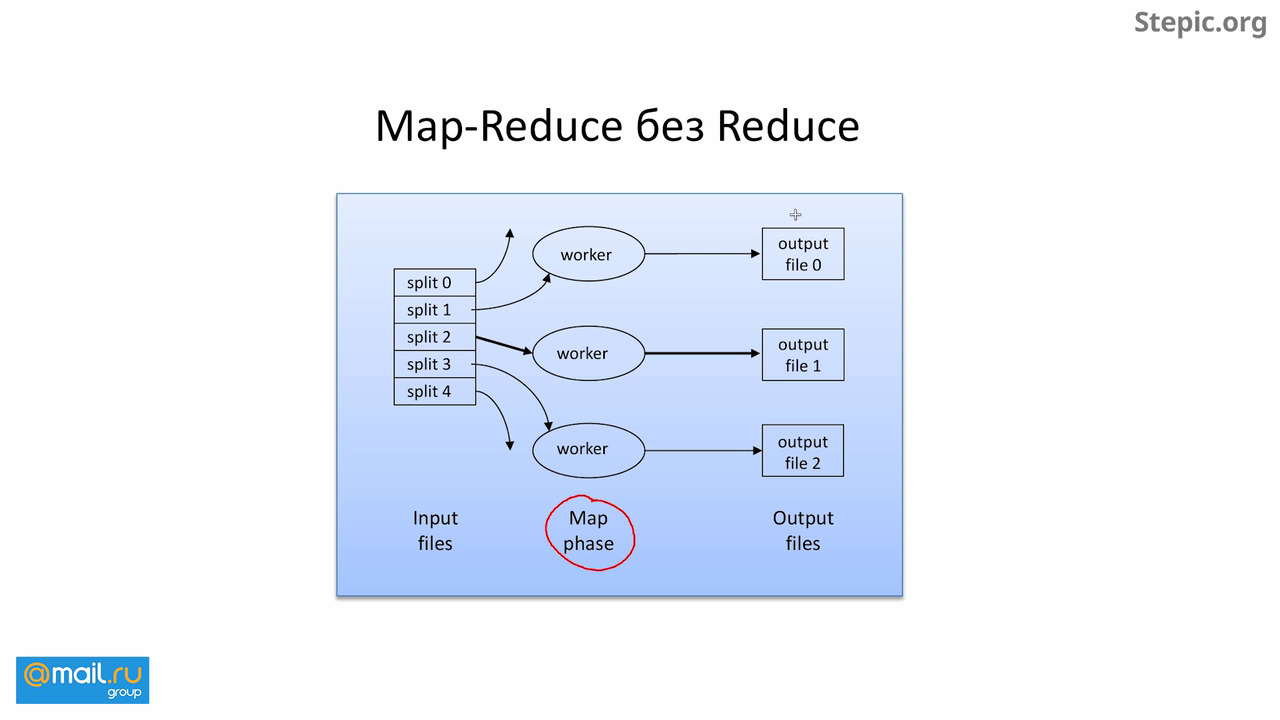 Stepic.org
Map-Reduce без Reduce
split 0
split 1
split 2
split 3
split 4
worker
worker
worker
output
file 0
output
file 1
output
file 2
Input
files
Map
phase
Output
files
@mail.ru
group